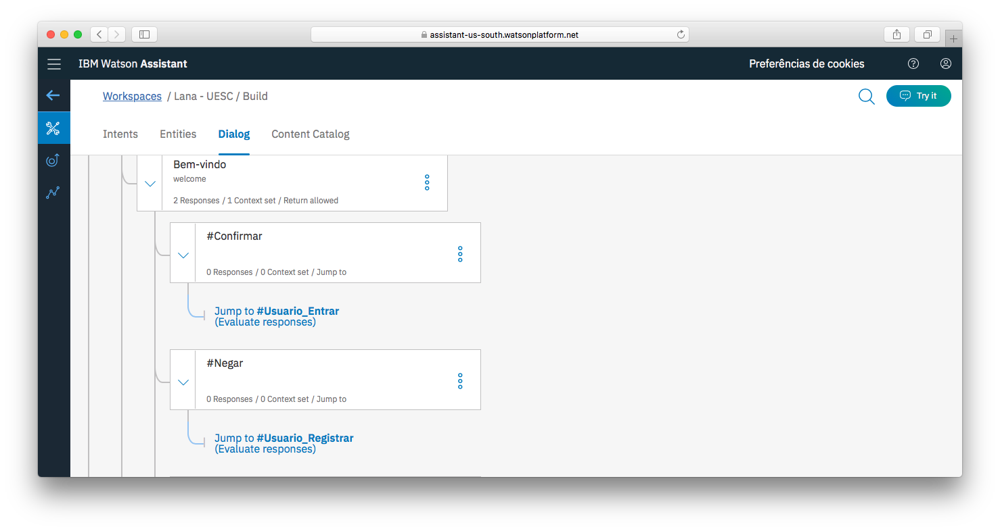 assistant-us-south.watsonplatform.net
IBM Watson Assistant
Preferências de cookies
Workspaces / Lana - UESC / Build
Try it
Intents
Entities
Dialog
Content Catalog
Bem-vindo
welcome
2 Responses / 1 Context set / Return allowed
#Confirmar
0 Responses / 0 Context set / Jump to
Jump to #Usuario_Entrar
(Evaluate responses)
#Negar
0 Responses / 0 Context set / Jump to
Jump to #Usuario_Registrar
(Evaluate responses)